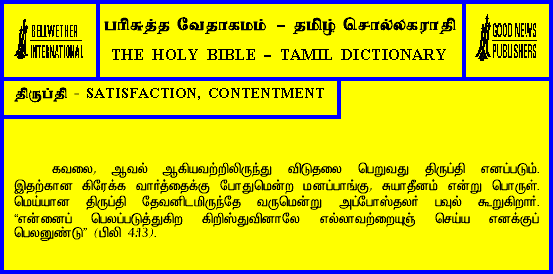 BELLWETHER
INTERNATIONAL
பரிசுத்த வேதாகமம் – தமிழ் சொல்லகராதி
THE HOLY BIBLE – TAMIL DICTIONARY
GOOD NEWS
PUBLISHERS
திருப்தி - SATISFACTION, CONTENTMENT
கவலை, ஆவல் ஆகியவற்றிலிருந்து விடுதலை பெறுவது திருப்தி எனப்படும்.
இதற்கான கிரேக்க வார்த்தைக்கு போதுமென்ற மனப்பாங்கு, சுயாதீனம் என்று பொருள்.
மெய்யான திருப்தி தேவனிடமிருந்தே வருமென்று அப்போஸ்தலர் பவுல் கூறுகிறார்.
“என்னைப் பெலப்படுத்துகிற கிறிஸ்துவினாலே எல்லாவற்றையுஞ் செய்ய எனக்குப்
பெலனுண்டு” (பிலி 4:13).